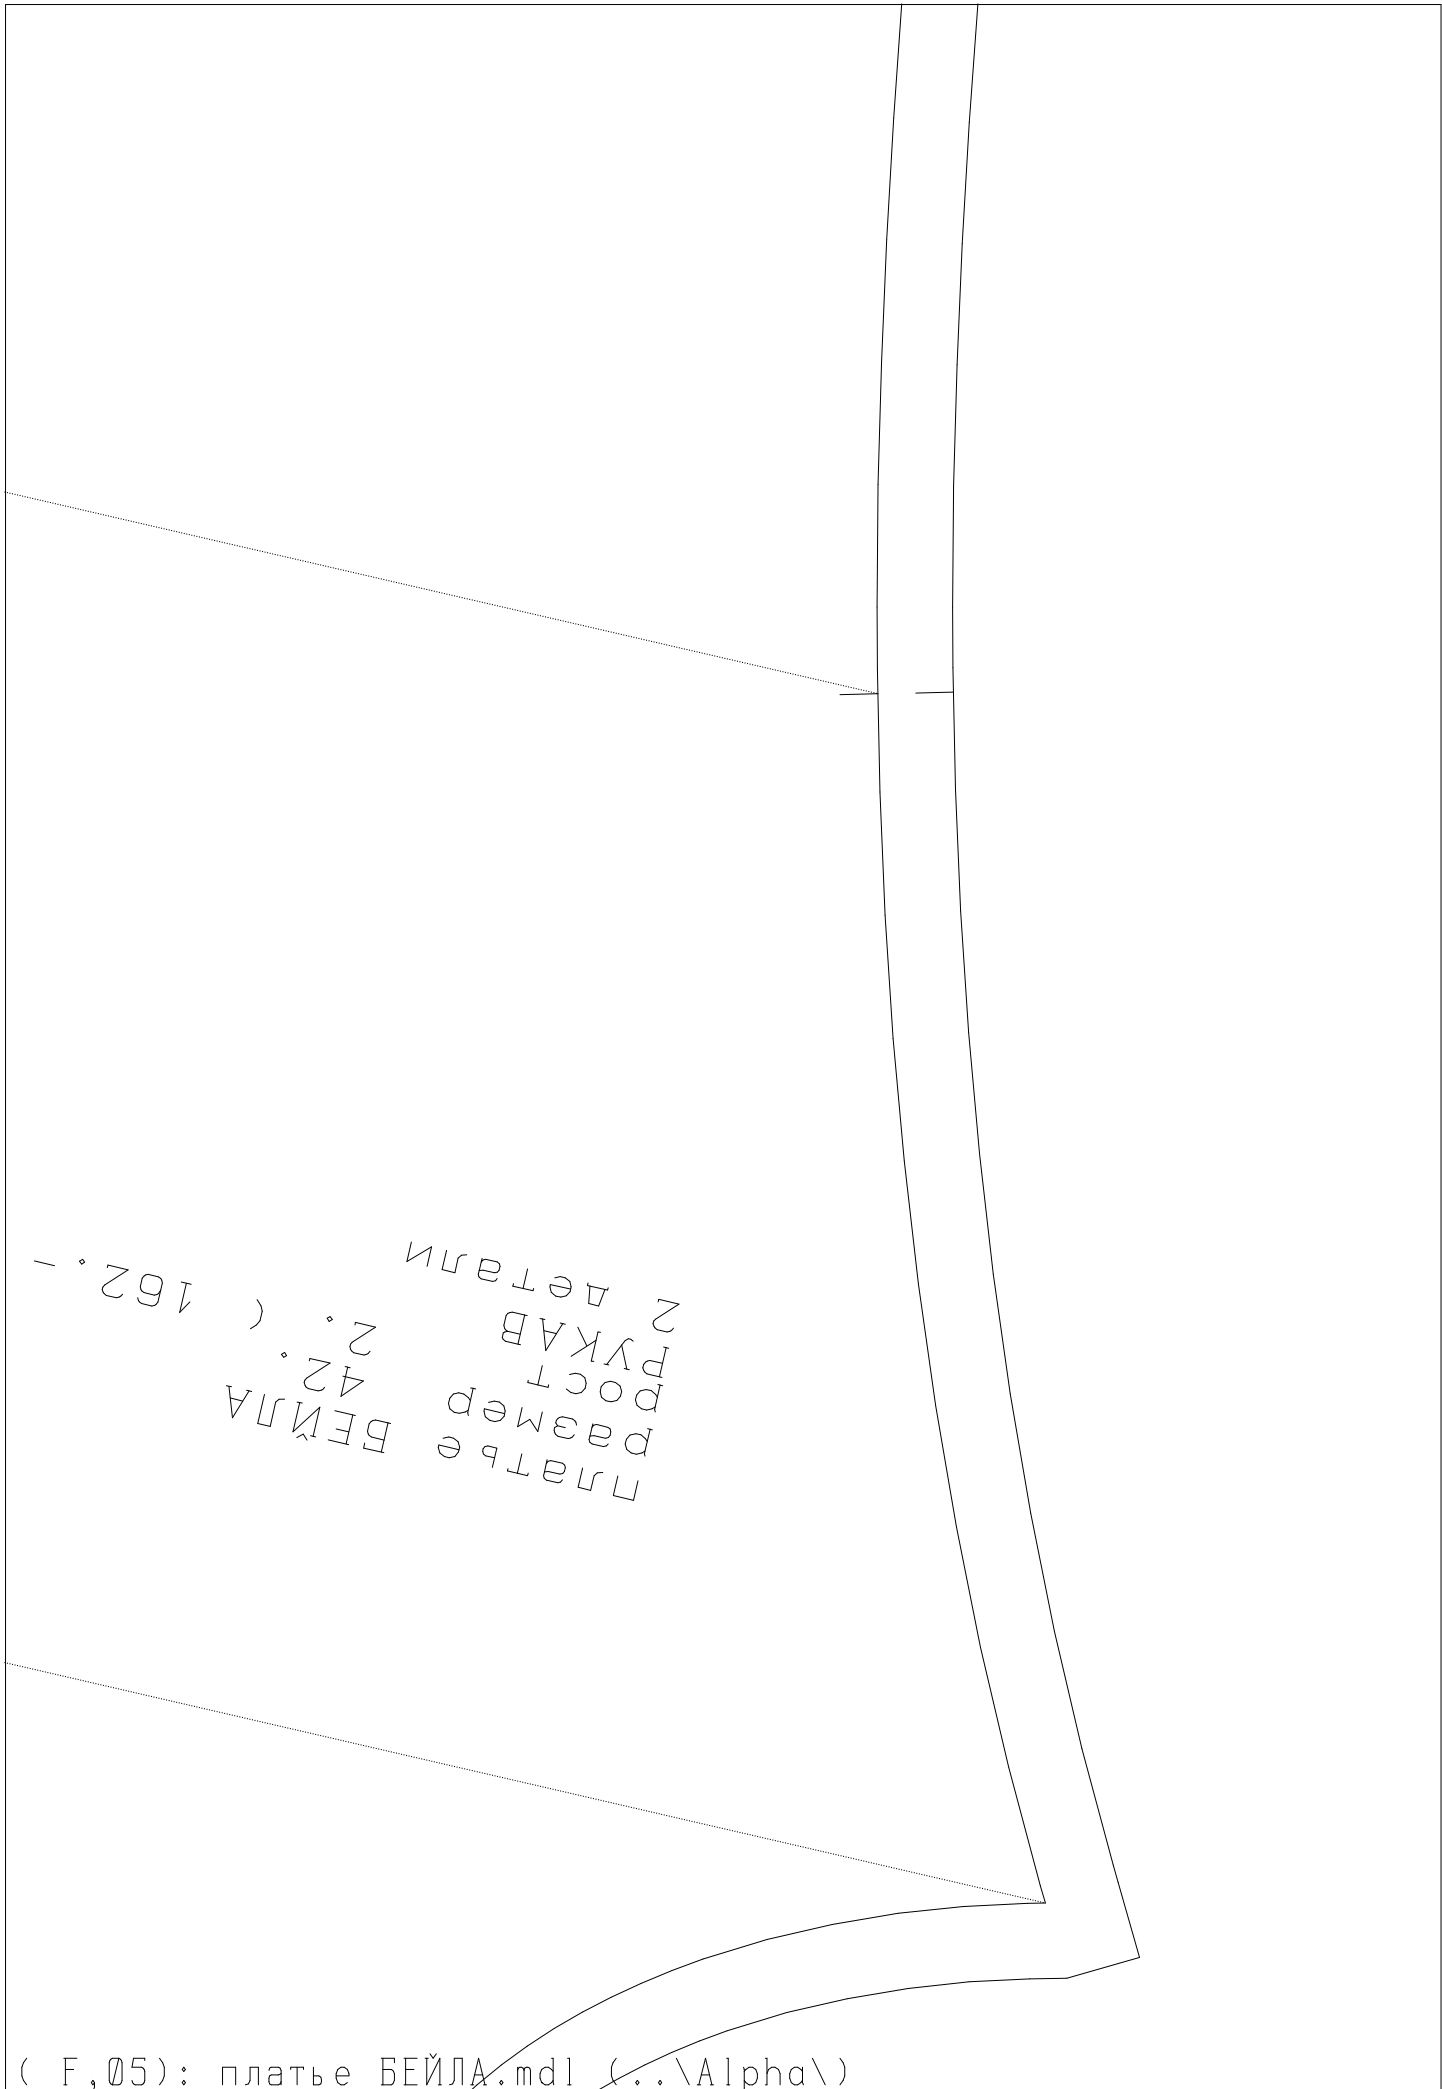 платье БЕЙЛА
размер 42.
рост 2. ( 162.-
РУКАВ
2 детали
( F,05): платье БЕЙЛА.mdl (..\Alpha\)